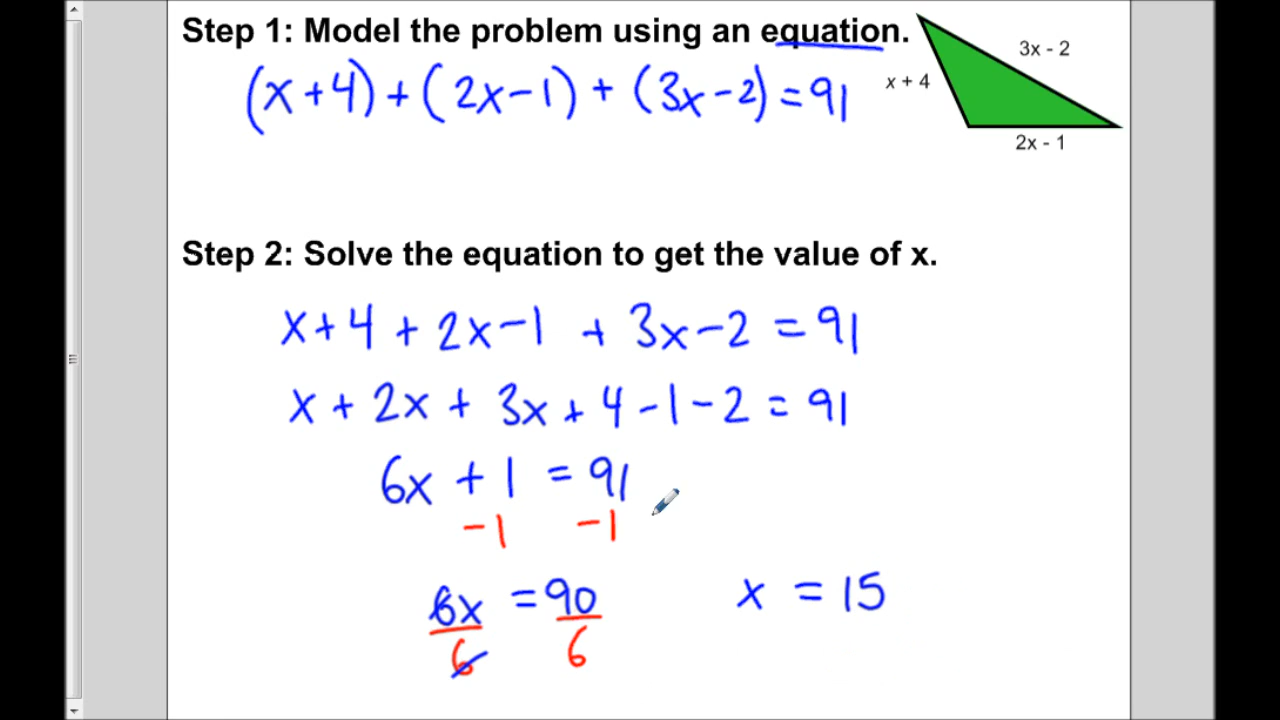 Step 1: Model the problem using an equation.
3x - 2
(x+4)+(2x-1)+(3x-2)=91
x + 4
2x - 1
Step 2: Solve the equation to get the value of x.
x+4+2x-1 +3x-2=91
x+2x+3x+4-1-2=91
6x+1=91
-1 -1
6x=90 x=15
6 6